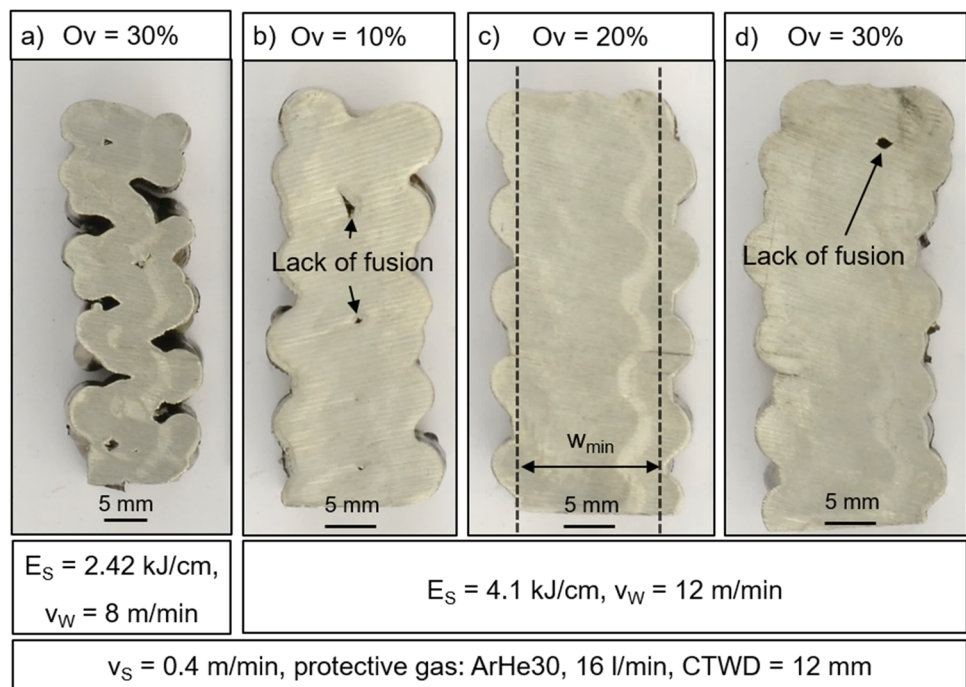 a) Ov = 30%
b) Ov = 10%
c) Ov = 20%
d) Ov = 30%
Lack of fusion
Lack of fusion
wmin
5 mm
5 mm
5 mm
5 mm
ES = 2.42 kJ/cm,
vW = 8 m/min
ES = 4.1 kJ/cm, vW = 12 m/min
vS = 0.4 m/min, protective gas: ArHe30, 16 l/min, CTWD = 12 mm